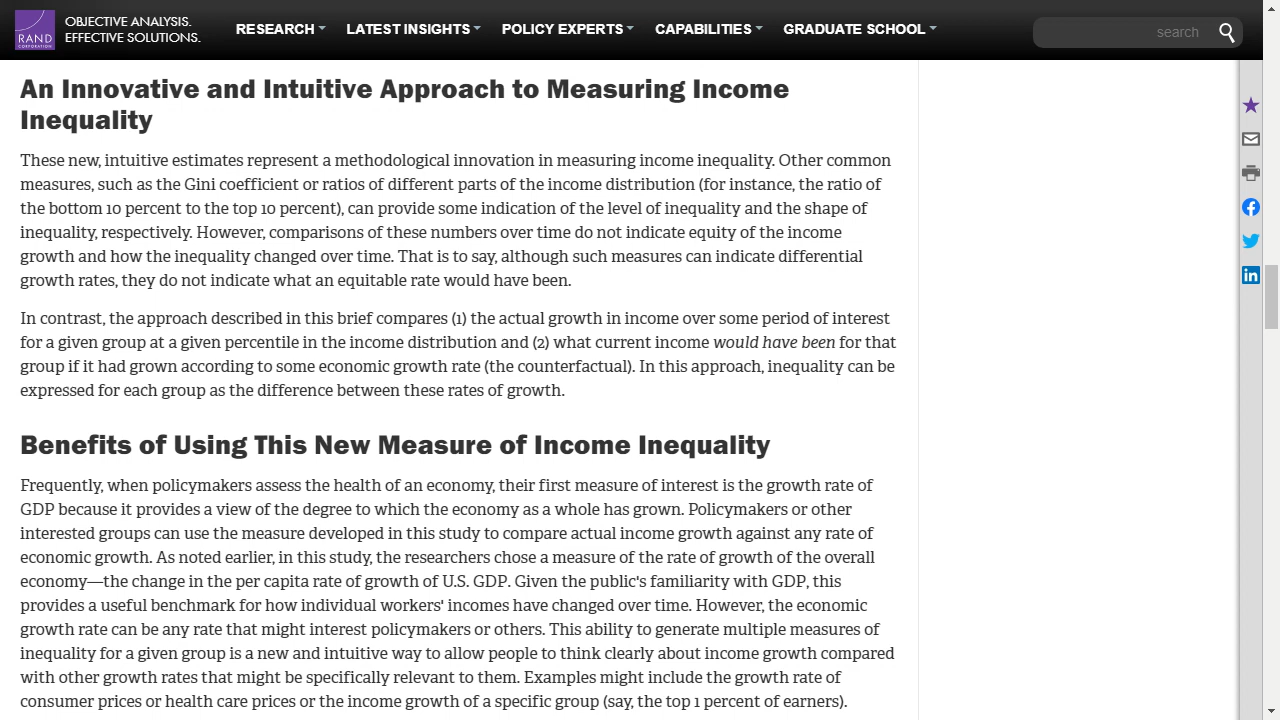 RAND
CORPORATION
OBJECTIVE ANALYSIS.
EFFECTIVE SOLUTIONS.
RESEARCH
LATEST INSIGHTS
POLICY EXPERTS
CAPABILITIES
GRADUATE SCHOOL
search
An Innovative and Intuitive Approach to Measuring Income
Inequality
These new, intuitive estimates represent a methodological innovation in measuring income inequality. Other common
measures, such as the Gini coefficient or ratios of different parts of the income distribution (for instance, the ratio of
the bottom 10 percent to the top 10 percent), can provide some indication of the level of inequality and the shape of
inequality, respectively. However, comparisons of these numbers over time do not indicate equity of the income
growth and how the inequality changed over time. That is to say, although such measures can indicate differential
growth rates, they do not indicate what an equitable rate would have been.
In contrast, the approach described in this brief compares (1) the actual growth in income over some period of interest
for a given group at a given percentile in the income distribution and (2) what current income would have been for that
group if it had grown according to some economic growth rate (the counterfactual). In this approach, inequality can be
expressed for each group as the difference between these rates of growth.
Benefits of Using This New Measure of Income Inequality
Frequently, when policymakers assess the health of an economy, their first measure of interest is the growth rate of
GDP because it provides a view of the degree to which the economy as a whole has grown. Policymakers or other
interested groups can use the measure developed in this study to compare actual income growth against any rate of
economic growth. As noted earlier, in this study, the researchers chose a measure of the rate of growth of the overall
economy—the change in the per capita rate of growth of U.S. GDP. Given the public's familiarity with GDP, this
provides a useful benchmark for how individual workers' incomes have changed over time. However, the economic
growth rate can be any rate that might interest policymakers or others. This ability to generate multiple measures of
inequality for a given group is a new and intuitive way to allow people to think clearly about income growth compared
with other growth rates that might be specifically relevant to them. Examples might include the growth rate of
consumer prices or health care prices or the income growth of a specific group (say, the top 1 percent of earners).